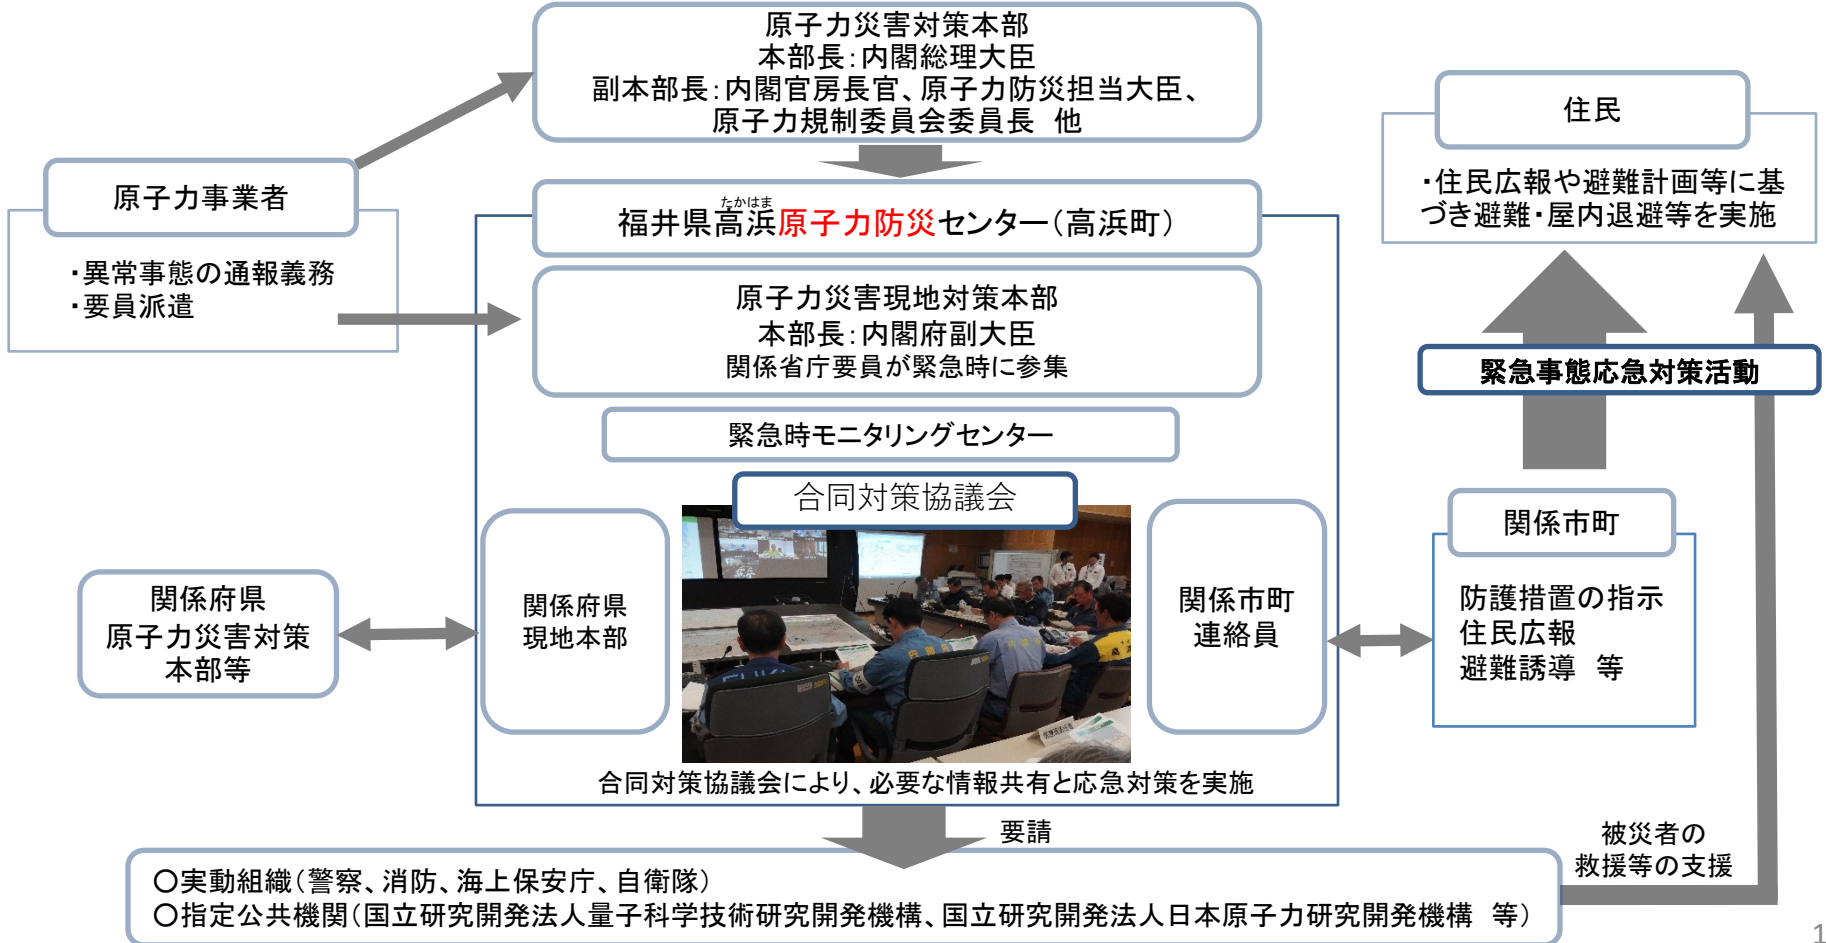 原子力災害対策本部
本部長：内閣総理大臣
副本部長：内閣官房長官、原子力防災担当大臣、
原子力規制委員会委員長　他
原子力事業者
・異常事態の通報義務
・要員派遣
たかはま
福井県高浜原子力防災センター（高浜町）
原子力災害現地対策本部
本部長：内閣府副大臣
関係省庁要員が緊急時に参集
緊急時モニタリングセンター
合同対策協議会
関係府県
現地本部
関係市町
連絡員
合同対策協議会により、必要な情報共有と応急対策を実施
関係府県
原子力災害対策
本部等
住民
・住民広報や避難計画等に基
づき避難・屋内退避等を実施
緊急事態応急対策活動
関係市町
防護措置の指示
住民広報
避難誘導　等
要請
被災者の
救援等の支援
○実動組織（警察、消防、海上保安庁、自衛隊）
○指定公共機関（国立研究開発法人量子科学技術研究開発機構、国立研究開発法人日本原子力研究開発機構　等）
1